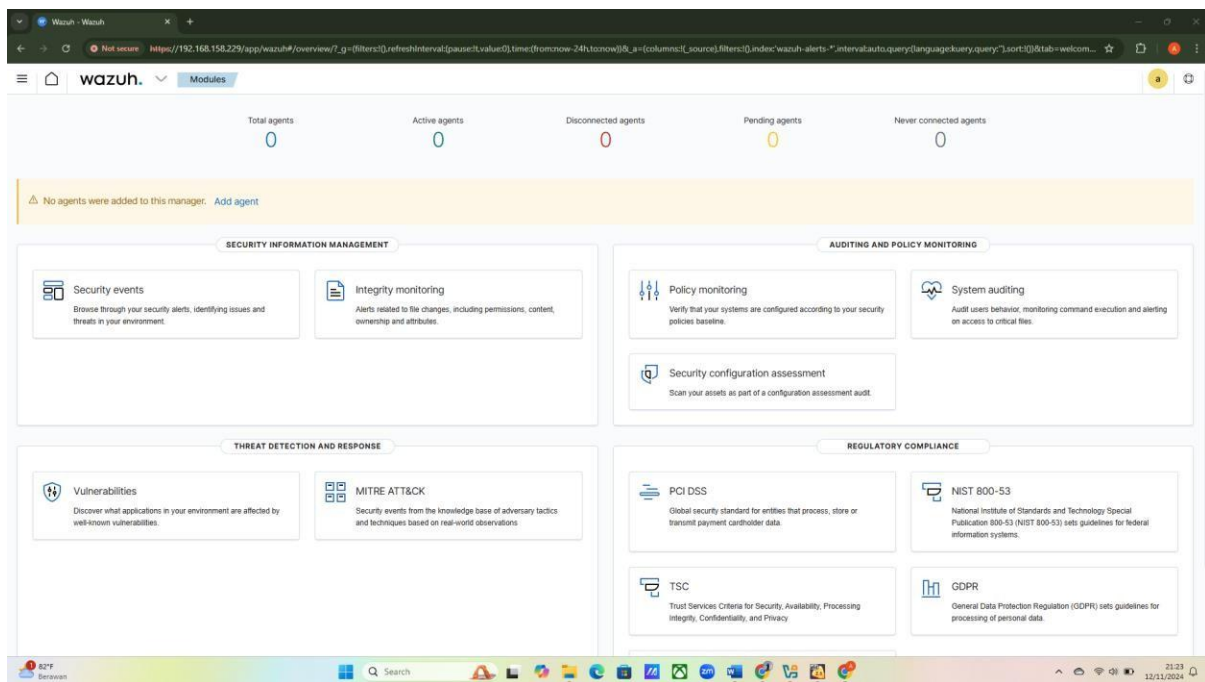 Wazuh - Wazuh
Not secure https://192.168.158.229/app/wazuh#/overview/?_g=(filters:!(),refreshInterval:(pause:!t,value:0),time:(from:now-24h,to:now))&_a=(columns:!(_source),filters:!(),index:'wazuh-alerts-*',interval:auto,query:(language:kuery,query:''),sort:!())&tab=welcom...
wazuh. Modules a
Total agents Active agents Disconnected agents Pending agents Never connected agents
0 0 0 0 0
No agents were added to this manager. Add agent
SECURITY INFORMATION MANAGEMENT
Security events
Browse through your security alerts, identifying issues and
threats in your environment.
Integrity monitoring
Alerts related to file changes, including permissions, content,
ownership and attributes.
AUDITING AND POLICY MONITORING
Policy monitoring
Verify that your systems are configured according to your security
policies baseline.
System auditing
Audit users behavior, monitoring command execution and alerting
on access to critical files.
Security configuration assessment
Scan your assets as part of a configuration assessment audit.
THREAT DETECTION AND RESPONSE
Vulnerabilities
Discover what applications in your environment are affected by
well-known vulnerabilities.
MITRE ATT&CK
Security events from the knowledge base of adversary tactics
and techniques based on real-world observations
REGULATORY COMPLIANCE
PCI DSS
Global security standard for entities that process, store or
transmit payment cardholder data.
NIST 800-53
National Institute of Standards and Technology Special
Publication 800-53 (NIST 800-53) sets guidelines for federal
information systems.
TSC
Trust Services Criteria for Security, Availability, Processing
Integrity, Confidentiality, and Privacy
GDPR
General Data Protection Regulation (GDPR) sets guidelines for
processing of personal data.
1
82°F
Berawan
Search
zm
21:23
12/11/2024